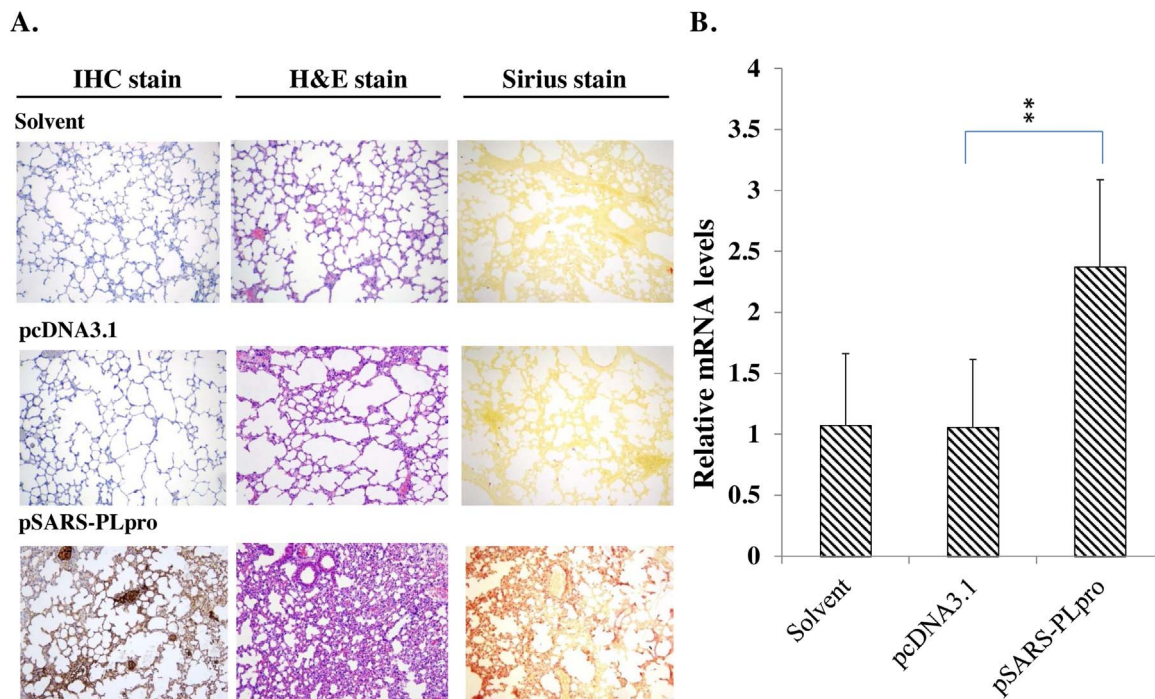 A.
IHC stain
H&E stain
Sirius stain
Solvent
pcDNA3.1
pSARS-PLpro
B.
Relative mRNA levels
4
3.5
3
2.5
2
1.5
1
0.5
0
**
Solvent
pcDNA3.1
pSARS-PLpro